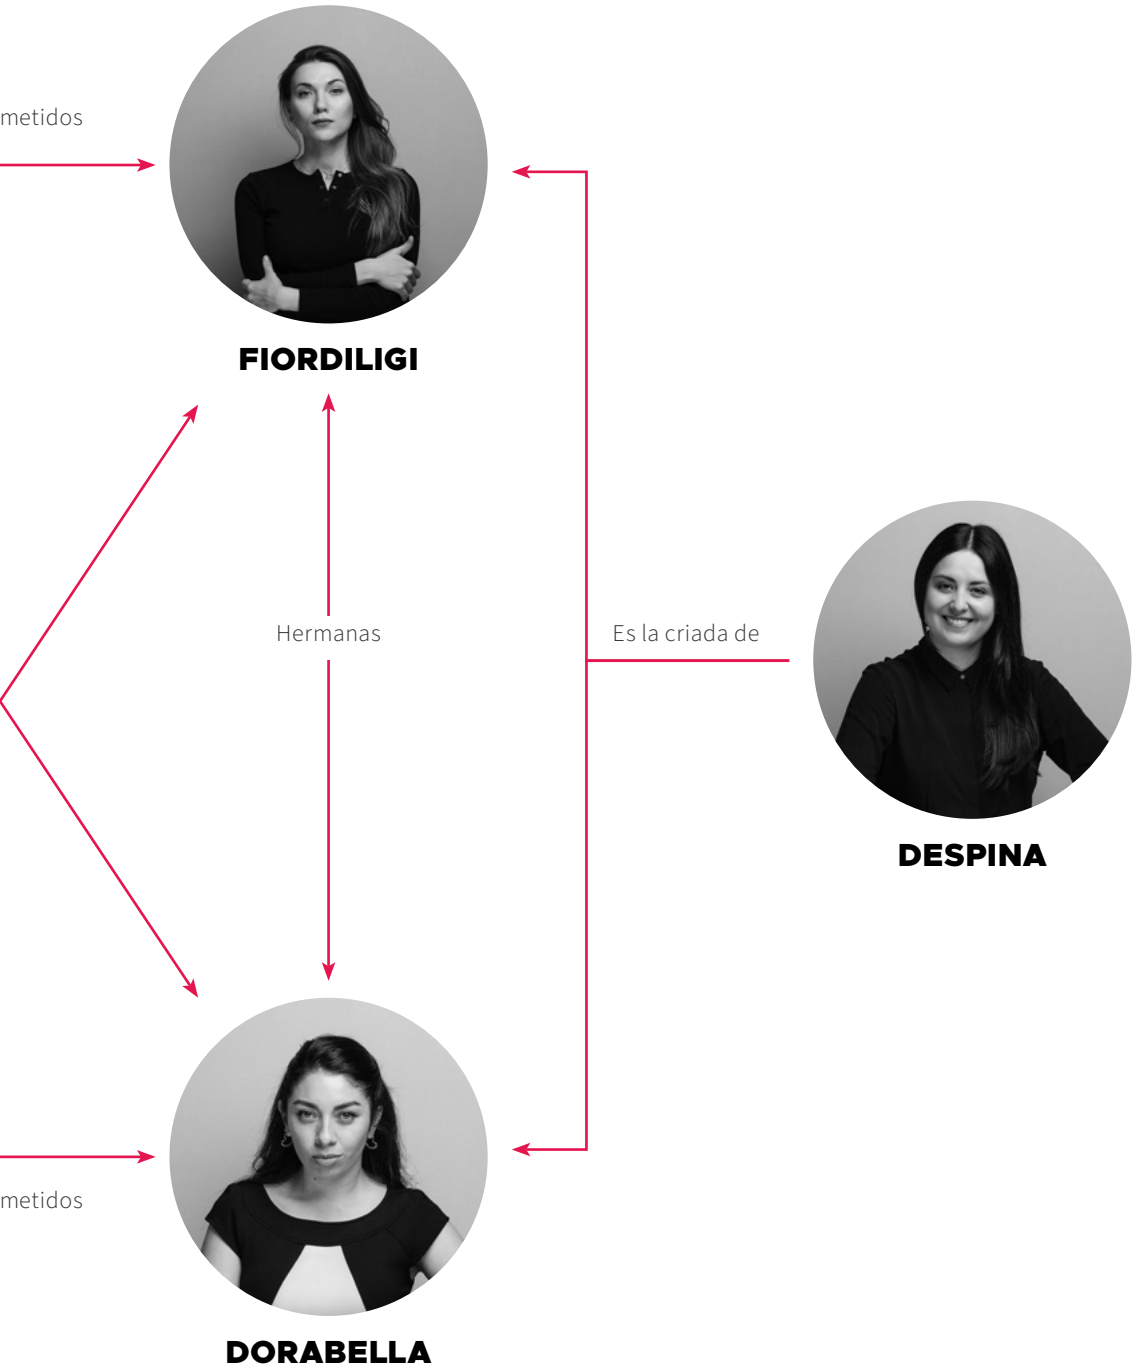 metidos
FIORDILIGI
Hermanas
Es la criada de
DESPINA
metidos
DORABELLA